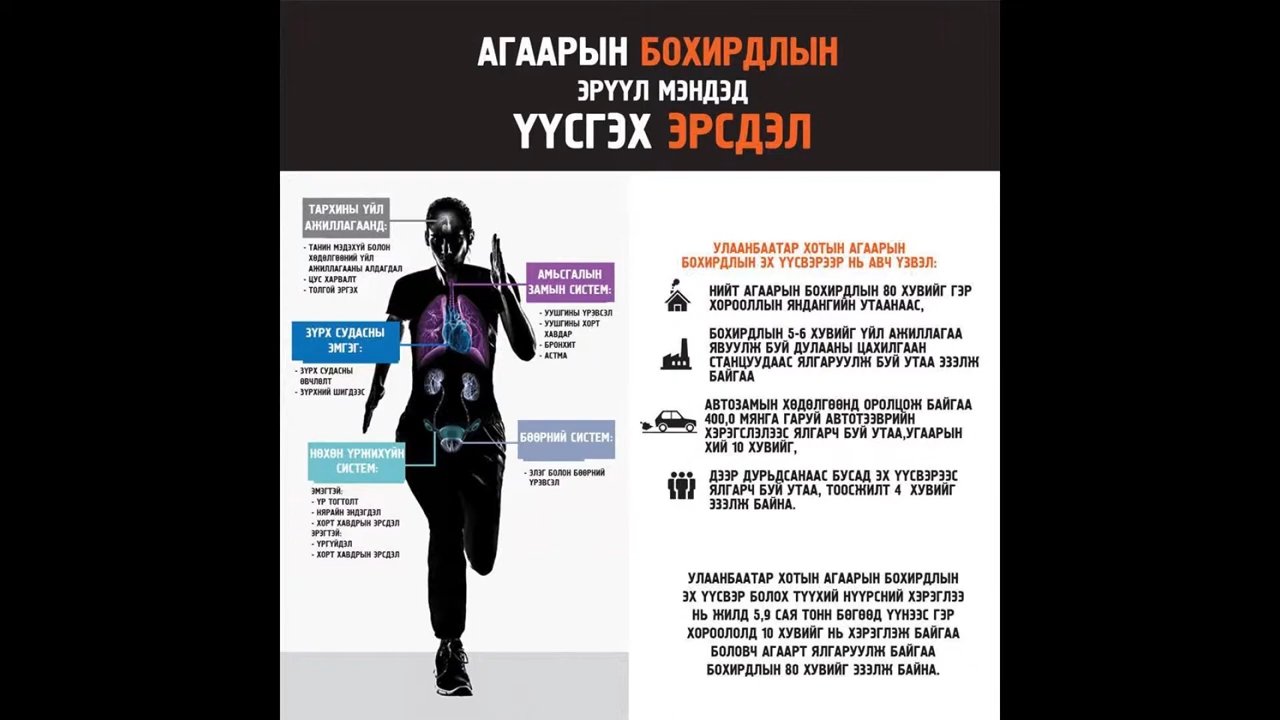 АГААРЫН БОХИРДЛЫН
ЭРҮҮЛ МЭНДЭД
ҮҮСГЭХ ЭРСДЭЛ
ТАРХИНЫ ҮЙЛ
АЖИЛЛАГААНД:
- ТАНИН МЭДЭХҮЙ БОЛОН
ХӨДӨЛГӨӨНИЙ ҮЙЛ
АЖИЛЛАГААНЫ АЛДАГДАЛ
- ЦУС ХАРВАЛТ
- ТОЛГОЙ ЭРГЭХ
АМЬСГАЛЫН
ЗАМЫН СИСТЕМ:
- УУШГИНЫ ҮРЭВСЭЛ
- УУШГИНЫ ХОРТ
ХАВДАР
- БРОНХИТ
- АСТМА
ЗҮРХ СУДАСНЫ
ЭМГЭГ:
- ЗҮРХ СУДАСНЫ
ӨВЧЛӨЛТ
- ЗҮРХНИЙ ШИГДЭЭС
БӨӨРНИЙ СИСТЕМ:
- ЭЛЭГ БОЛОН БӨӨРНИЙ
ҮРЭВСЭЛ
НӨХӨН ҮРЖИХҮЙН
СИСТЕМ:
ЭМЭГТЭЙ:
- ҮР ТОГТОЛТ
- НЯРАЙН ЭНДЭГДЭЛ
- ХОРТ ХАВДРЫН ЭРСДЭЛ
ЭРЭГТЭЙ:
- ҮРГҮЙДЭЛ
- ХОРТ ХАВДРЫН ЭРСДЭЛ
УЛААНБААТАР ХОТЫН АГААРЫН
БОХИРДЛЫН ЭХ ҮҮСВЭРЭЭР НЬ АВЧ ҮЗВЭЛ:
НИЙТ АГААРЫН БОХИРДЛЫН 80 ХУВИЙГ ГЭР
ХОРООЛЛЫН ЯНДАНГИЙН УТААНААС,
БОХИРДЛЫН 5-6 ХУВИЙГ ҮЙЛ АЖИЛЛАГАА
ЯВУУЛЖ БУЙ ДУЛААНЫ ЦАХИЛГААН
СТАНЦУУДААС ЯЛГАРУУЛЖ БУЙ УТАА ЭЗЭЛЖ
БАЙГАА
АВТОЗАМЫН ХӨДӨЛГӨӨНД ОРОЛЦОЖ БАЙГАА
400,0 МЯНГА ГАРУЙ АВТОТЭЭВРИЙН
ХЭРЭГСЛЭЛЭЭС ЯЛГАРЧ БУЙ УТАА,УГААРЫН
ХИЙ 10 ХУВИЙГ,
ДЭЭР ДУРЬДСАНААС БУСАД ЭХ ҮҮСВЭРЭЭС
ЯЛГАРЧ БУЙ УТАА, ТООСЖИЛТ 4 ХУВИЙГ
ЭЗЭЛЖ БАЙНА.
УЛААНБААТАР ХОТЫН АГААРЫН БОХИРДЛЫН
ЭХ ҮҮСВЭР БОЛОХ ТҮҮХИЙ НҮҮРСНИЙ ХЭРЭГЛЭЭ
НЬ ЖИЛД 5,9 САЯ ТОНН БӨГӨӨД ҮҮНЭЭС ГЭР
ХОРООЛОЛД 10 ХУВИЙГ НЬ ХЭРЭГЛЭЖ БАЙГАА
БОЛОВЧ АГААРТ ЯЛГАРУУЛЖ БАЙГАА
БОХИРДЛЫН 80 ХУВИЙГ ЭЗЭЛЖ БАЙНА.